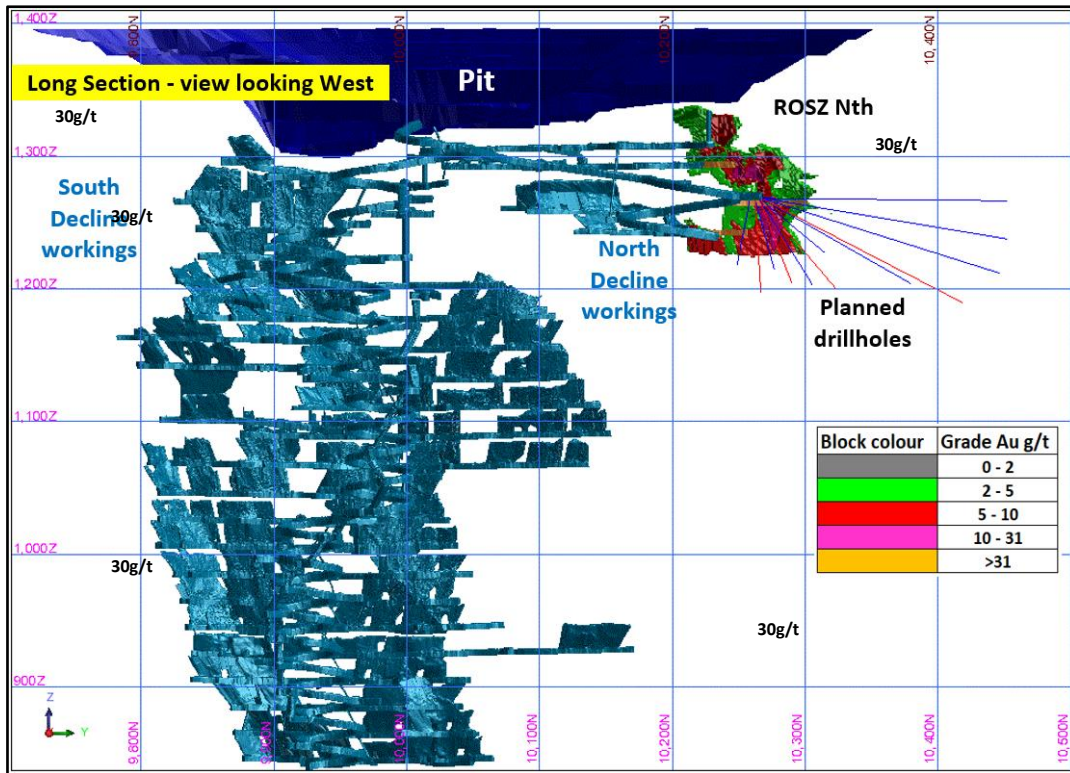 1,400Z
9,800N
10,000N
10,200N
10,400N
Long Section - view looking West
Pit
30g/t
ROSZ Nth
30g/t
1,300Z
South
Decline
workings
30g/t
North
Decline
workings
1,200Z
Planned
drillholes
1,100Z
Block colour Grade Au g/t
0 - 2
2 - 5
5 - 10
10 - 31
>31
1,000Z
30g/t
30g/t
900Z
Z
Y
9,800N
9,900N
10,000N
10,100N
10,200N
10,300N
10,400N
10,500N